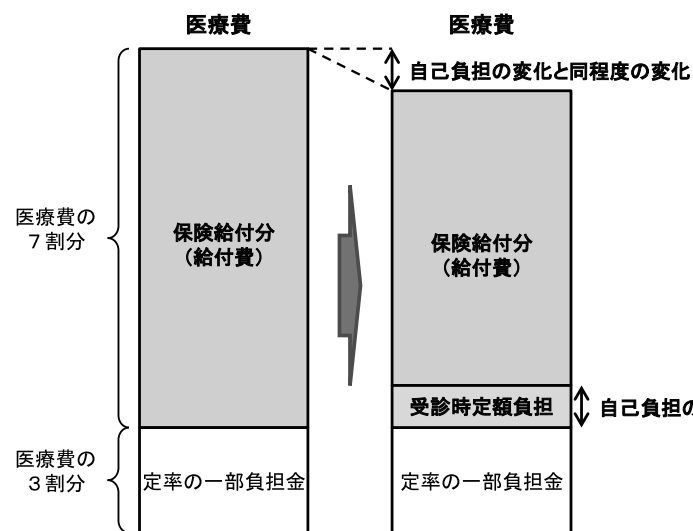 医療費
医療費
自己負担の変化と同程度の変化
医療費の
７割分
保険給付分
（給付費）
保険給付分
（給付費）
受診時定額負担
自己負担の
医療費の
３割分
定率の一部負担金
定率の一部負担金